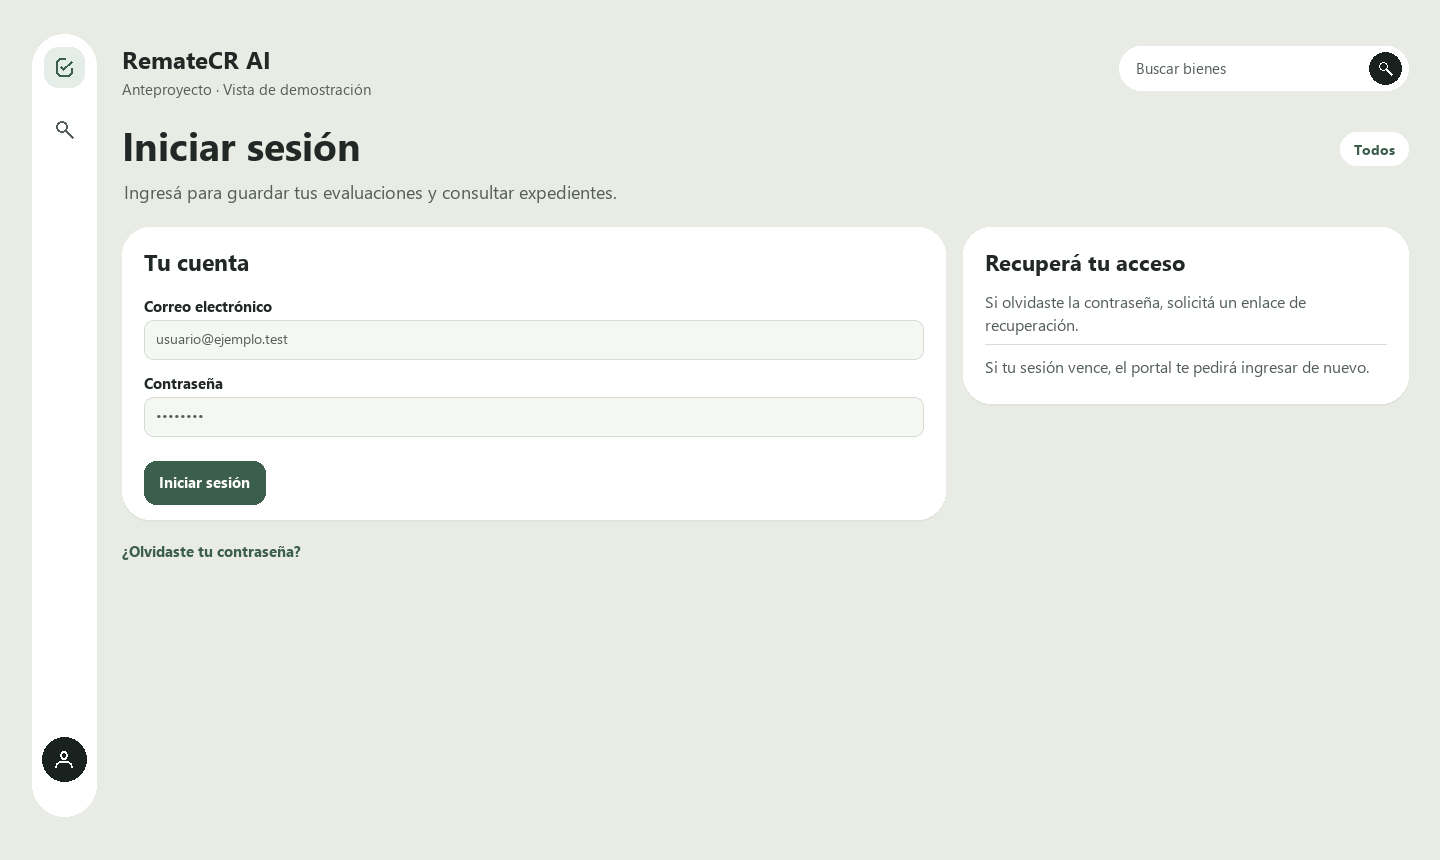 RemateCR AI
Anteproyecto · Vista de demostración
Buscar bienes
Iniciar sesión
Todos
Ingresá para guardar tus evaluaciones y consultar expedientes.
Tu cuenta
Correo electrónico
usuario@ejemplo.test
Contraseña
••••••••
Iniciar sesión
¿Olvidaste tu contraseña?
Recuperá tu acceso
Si olvidaste la contraseña, solicitá un enlace de
recuperación.
Si tu sesión vence, el portal te pedirá ingresar de nuevo.